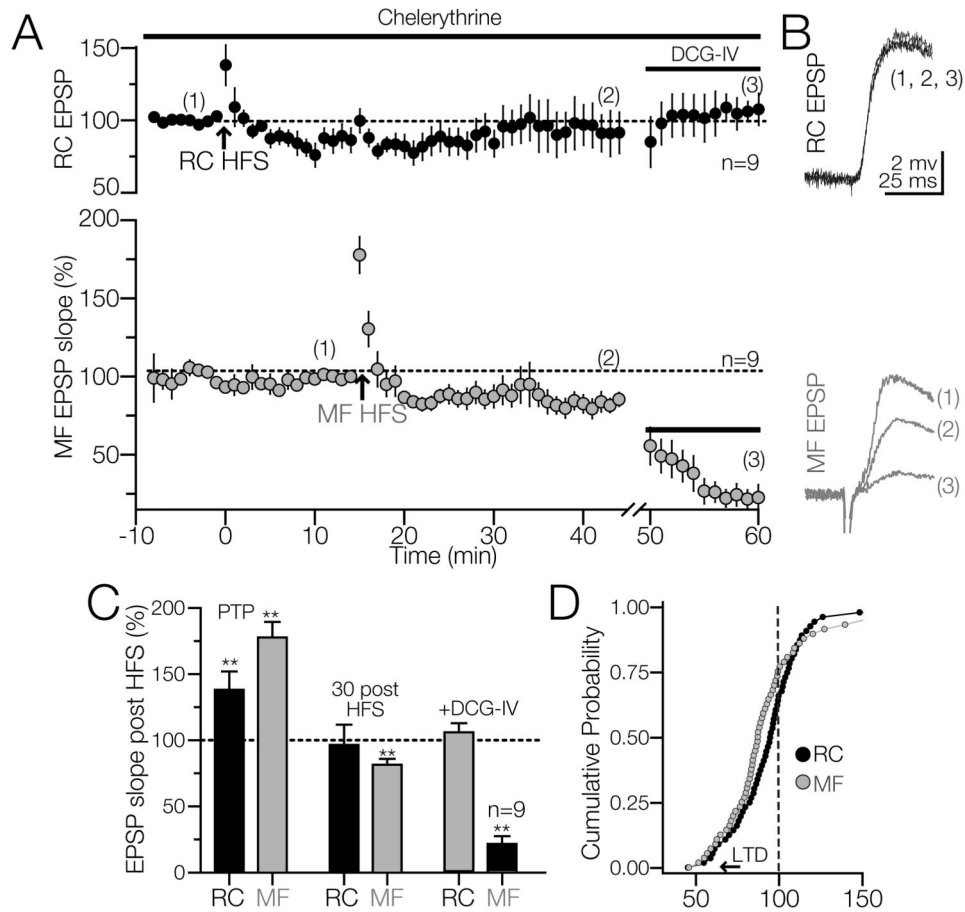 A
Chelerythrine
DCG-IV
RC EPSP
150
100
50
(1)
RC HFS
(2)
(3)
n=9
B
RC EPSP
(1, 2, 3)
2 mv
25 ms
MF EPSP slope (%)
200
150
100
50
(1)
MF HFS
(2)
n=9
(3)
-10
0
10
20
30
40
50
60
Time (min)
MF EPSP
(1)
(2)
(3)
C
EPSP slope post HFS (%)
200
150
100
50
0
PTP
**
**
30 post
HFS
**
+DCG-IV
n=9
**
RC MF
RC MF
RC MF
D
Cumulative Probability
1.00
0.75
0.50
0.25
0.00
RC
MF
LTD
50
100
150